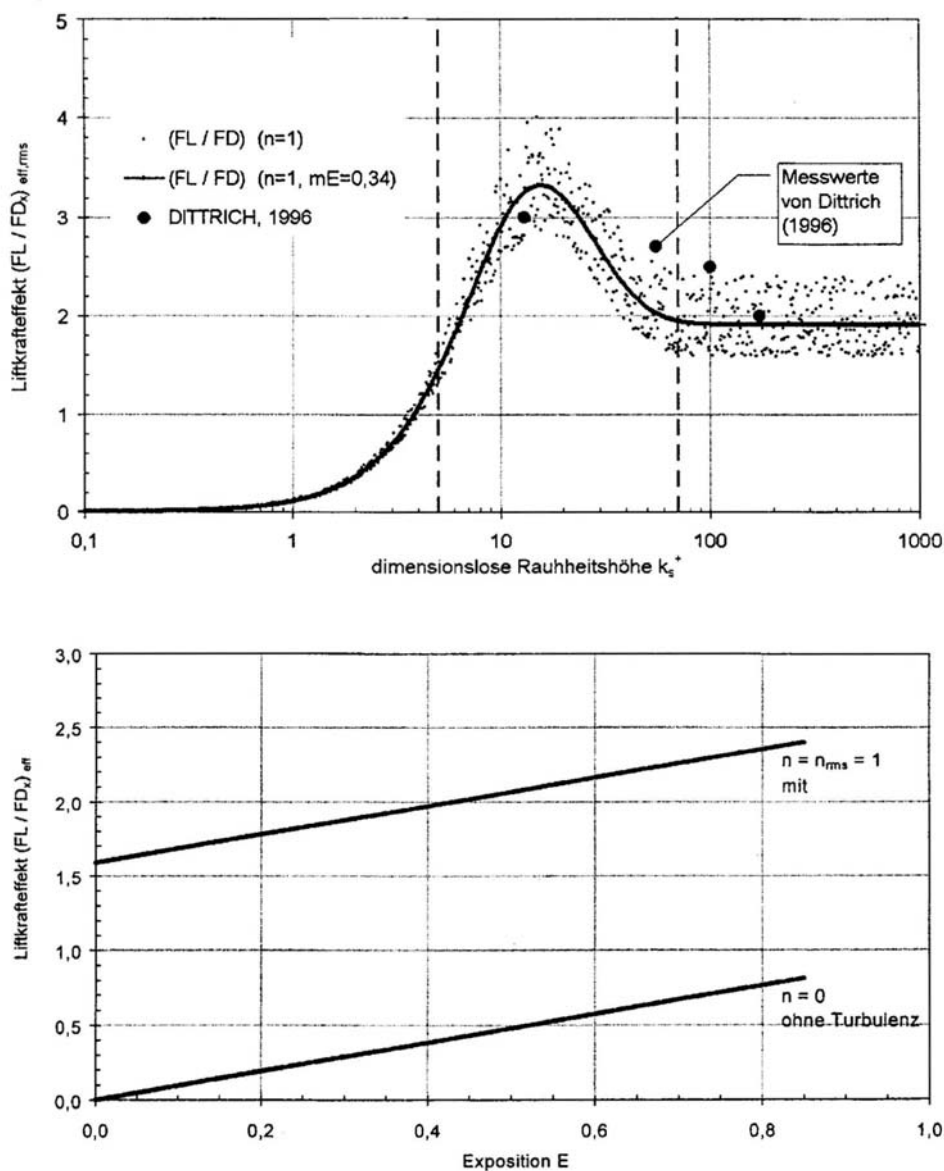 Liftkrafteffekt (FL / FDx) eff,rms
5
4
3
2
1
0
(FL / FD) (n=1)
(FL / FD) (n=1, mE=0,34)
DITTRICH, 1996
Messwerte
von Dittrich
(1996)
0,1
1
10
100
1000
dimensionslose Rauhheitshöhe ks+
Liftkrafteffekt (FL / FDx) eff
3,0
2,5
2,0
1,5
1,0
0,5
0,0
n = nrms = 1
mit
n = 0
ohne Turbulenz
0,0
0,2
0,4
0,6
0,8
1,0
Exposition E